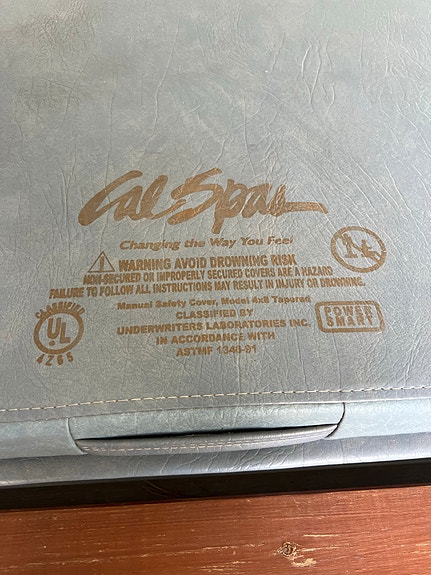 Cal Spas
Changing the Way You Feel
WARNING AVOID DROWNING RISK
NON-SECURED OR IMPROPERLY SECURED COVERS ARE A HAZARD
FAILURE TO FOLLOW ALL INSTRUCTIONS MAY RESULT IN INJURY OR DROWNING.
Manual Safety Cover, Model 4x8 Tapered
CLASSIFIED BY
UNDERWRITERS LABORATORIES INC.
IN ACCORDANCE WITH
ASTMF 1346-91
CLASSIFIED
UL
4Z65
POWER
SMART